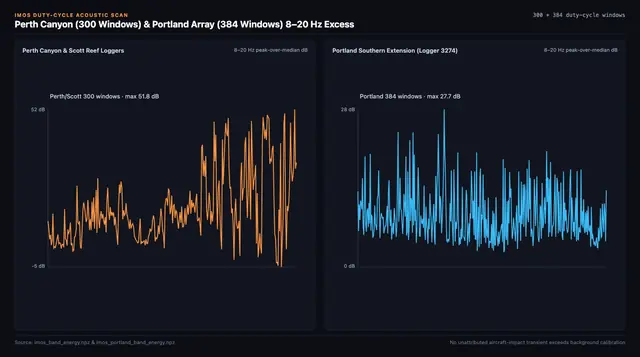 IMOS DUTY-CYCLE ACOUSTIC SCAN
Perth Canyon (300 Windows) & Portland Array (384 Windows) 8–20 Hz Excess
300 + 384 duty-cycle windows
Perth Canyon & Scott Reef Loggers
8–20 Hz peak-over-median dB
Perth/Scott 300 windows · max 51.8 dB
52 dB
-5 dB
Portland Southern Extension (Logger 3274)
8–20 Hz peak-over-median dB
Portland 384 windows · max 27.7 dB
28 dB
0 dB
Source: imos_band_energy.npz & imos_portland_band_energy.npz
No unattributed aircraft-impact transient exceeds background calibration